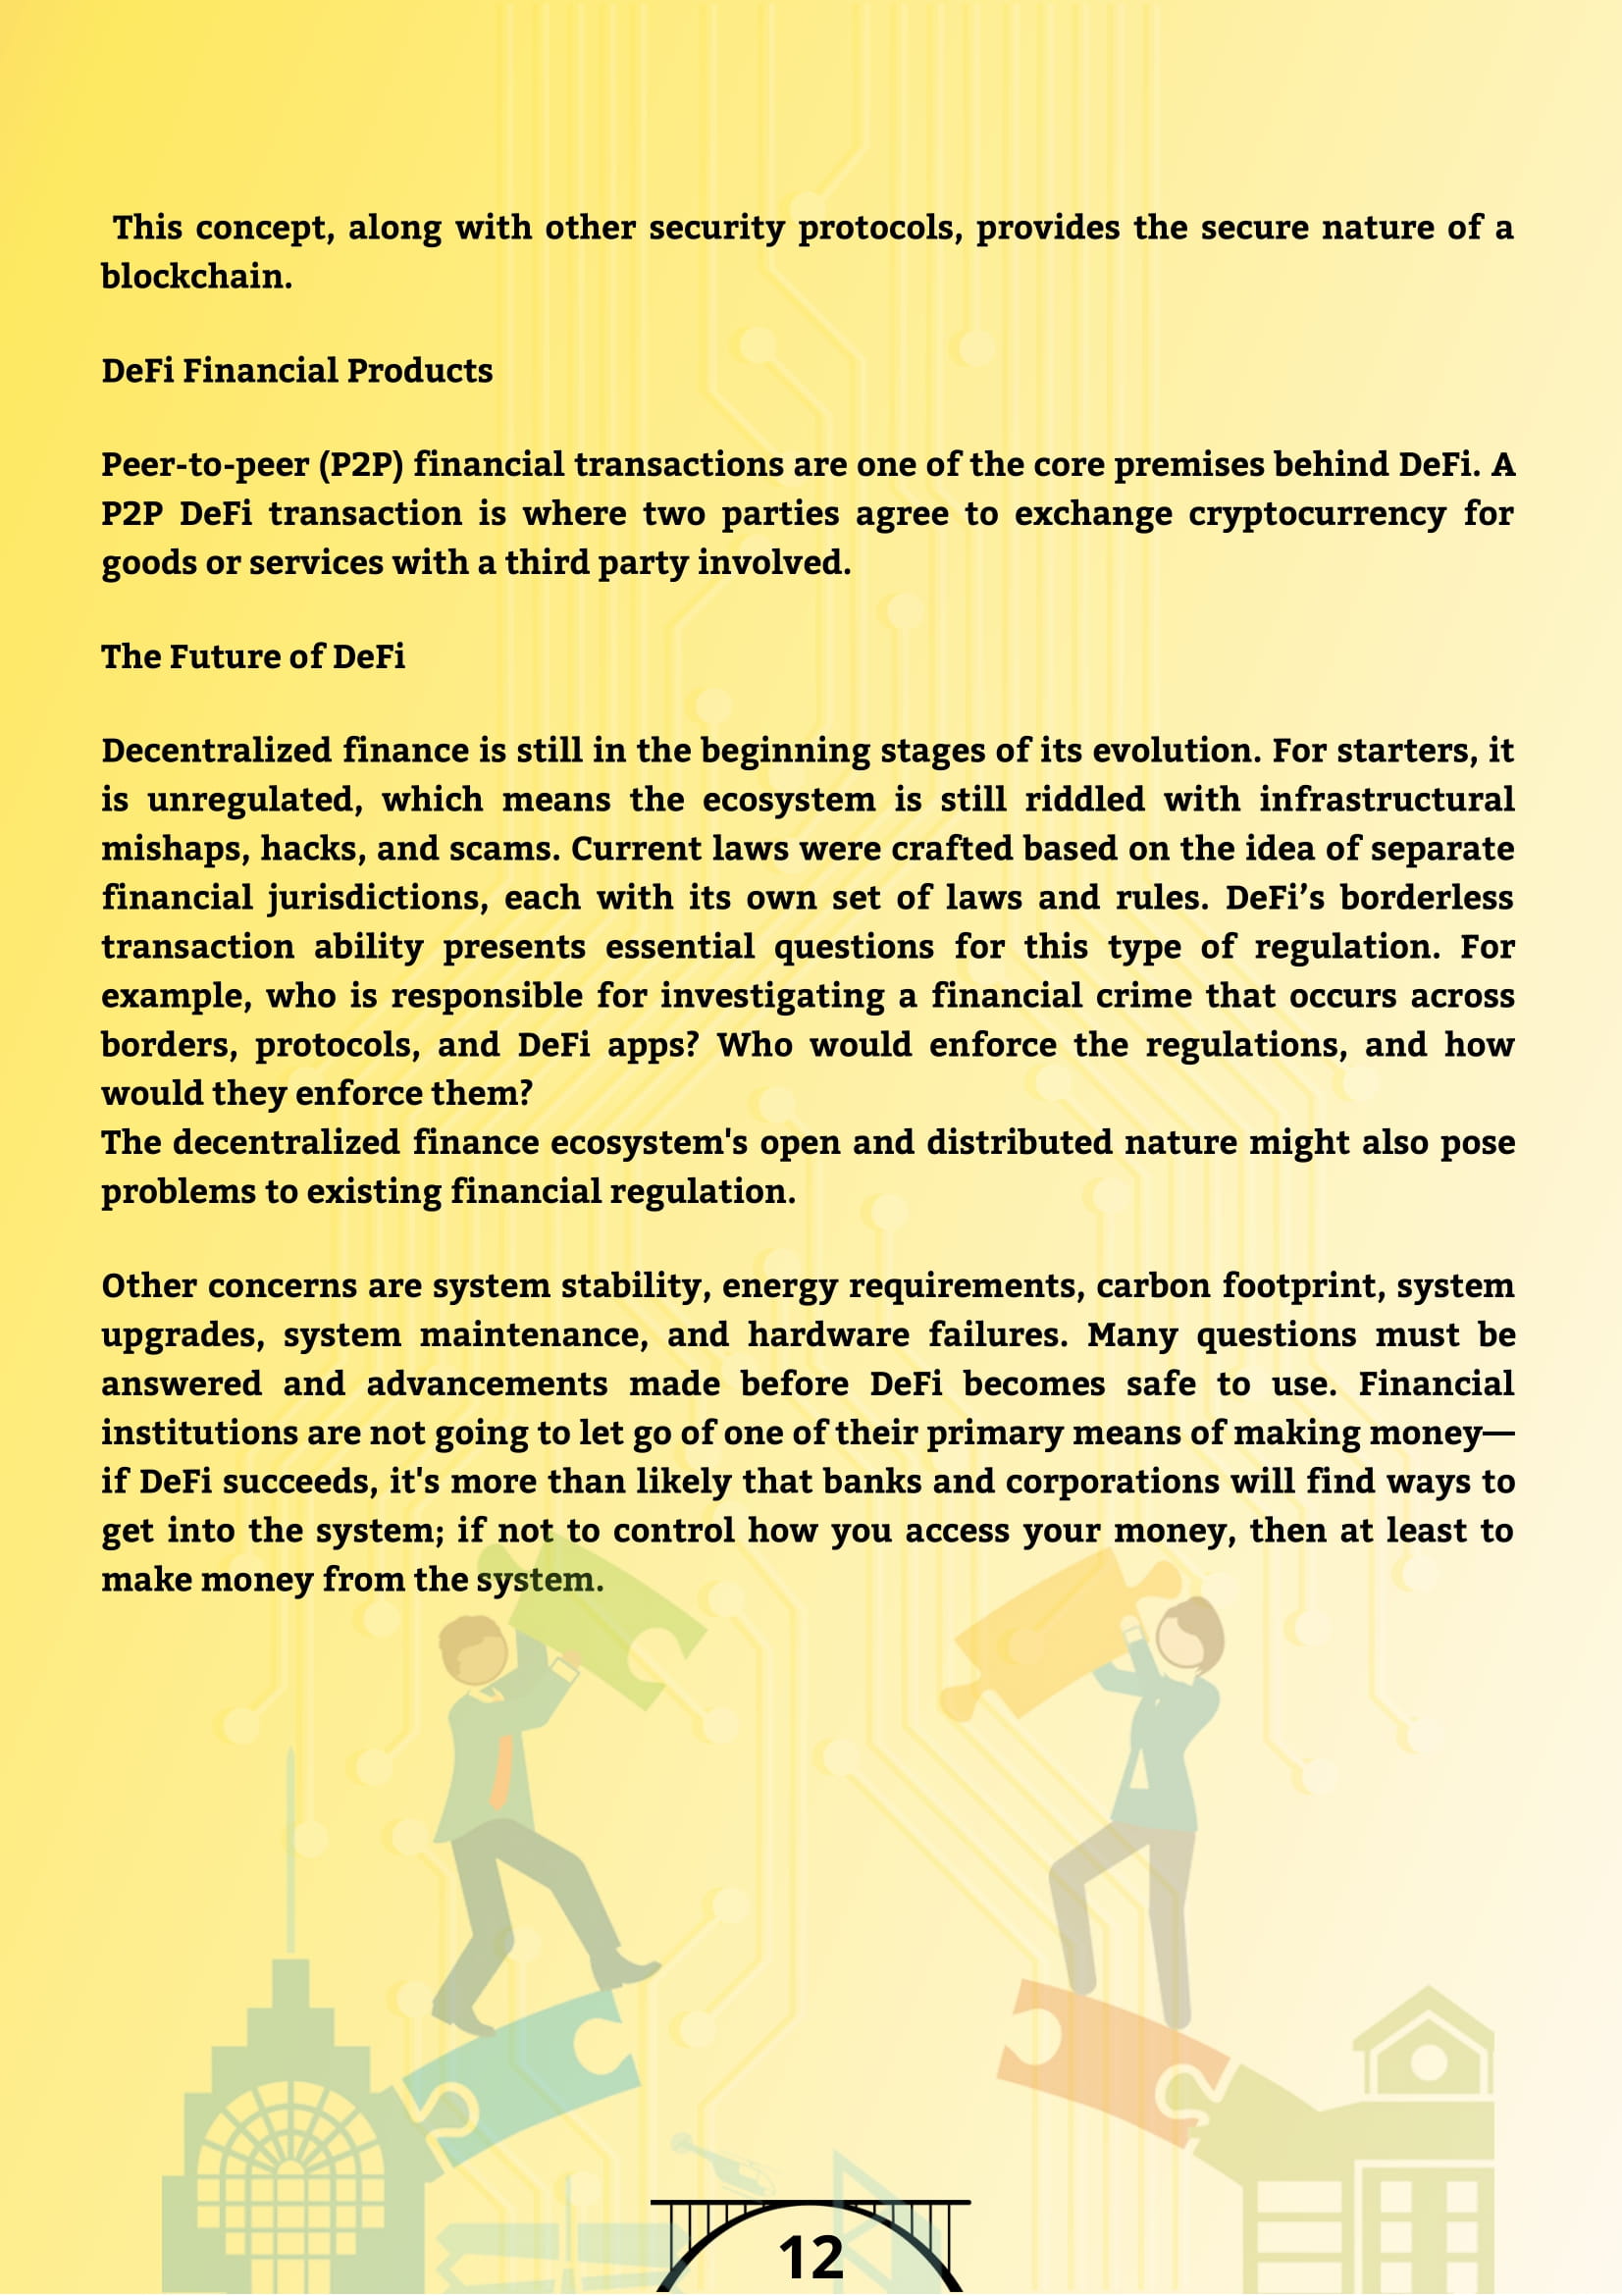 This concept, along with other security protocols, provides the secure nature of a
blockchain.
DeFi Financial Products
Peer-to-peer (P2P) financial transactions are one of the core premises behind DeFi. A
P2P DeFi transaction is where two parties agree to exchange cryptocurrency for
goods or services with a third party involved.
The Future of DeFi
Decentralized finance is still in the beginning stages of its evolution. For starters, it
is unregulated, which means the ecosystem is still riddled with infrastructural
mishaps, hacks, and scams. Current laws were crafted based on the idea of separate
financial jurisdictions, each with its own set of laws and rules. DeFi’s borderless
transaction ability presents essential questions for this type of regulation. For
example, who is responsible for investigating a financial crime that occurs across
borders, protocols, and DeFi apps? Who would enforce the regulations, and how
would they enforce them?
The decentralized finance ecosystem's open and distributed nature might also pose
problems to existing financial regulation.
Other concerns are system stability, energy requirements, carbon footprint, system
upgrades, system maintenance, and hardware failures. Many questions must be
answered and advancements made before DeFi becomes safe to use. Financial
institutions are not going to let go of one of their primary means of making money—
if DeFi succeeds, it's more than likely that banks and corporations will find ways to
get into the system; if not to control how you access your money, then at least to
make money from the system.
12